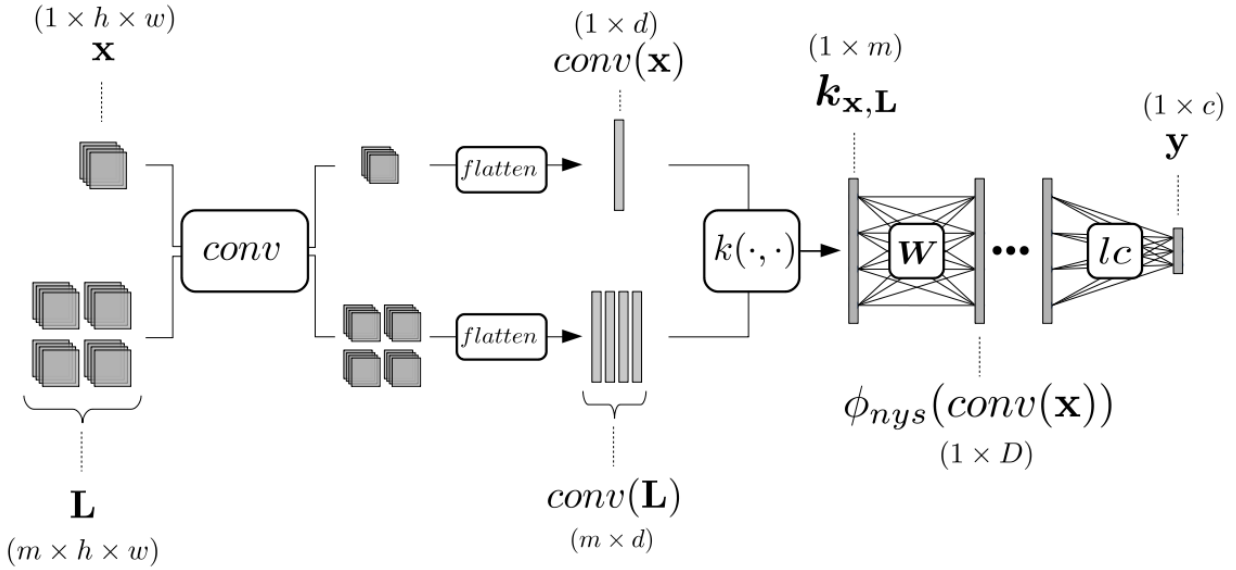 (1 × h × w)
x
(1 × d)
conv(x)
(1 × m)
k_{x,L}
(1 × c)
y
flatten
conv
k(·, ·)
W
•••
lc
flatten
ϕ_{nys}(conv(x))
(1 × D)
L
(m × h × w)
conv(L)
(m × d)